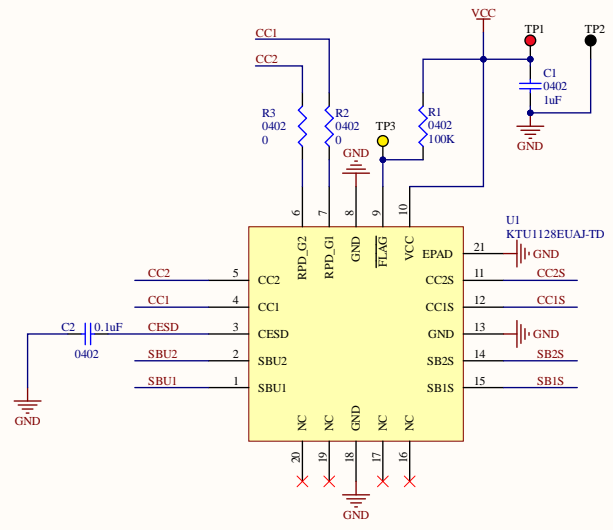 VCC
CC1
TP1
TP2
CC2
C1
0402
1uF
R3
0402
0
R2
0402
0
TP3
R1
0402
100K
GND
GND
6
7
8
9
10
U1
KTU1128EUAJ-TD
RPD_G2
RPD_G1
GND
FLAG
VCC
EPAD
21
GND
CC2
5
CC2
CC2S
11
CC2S
CC1
4
CC1
CC1S
12
CC1S
C2
0.1uF
0402
CESD
3
CESD
GND
13
GND
SBU2
2
SBU2
SB2S
14
SB2S
SBU1
1
SBU1
SB1S
15
SB1S
GND
NC
NC
GND
NC
NC
20
19
18
17
16
GND